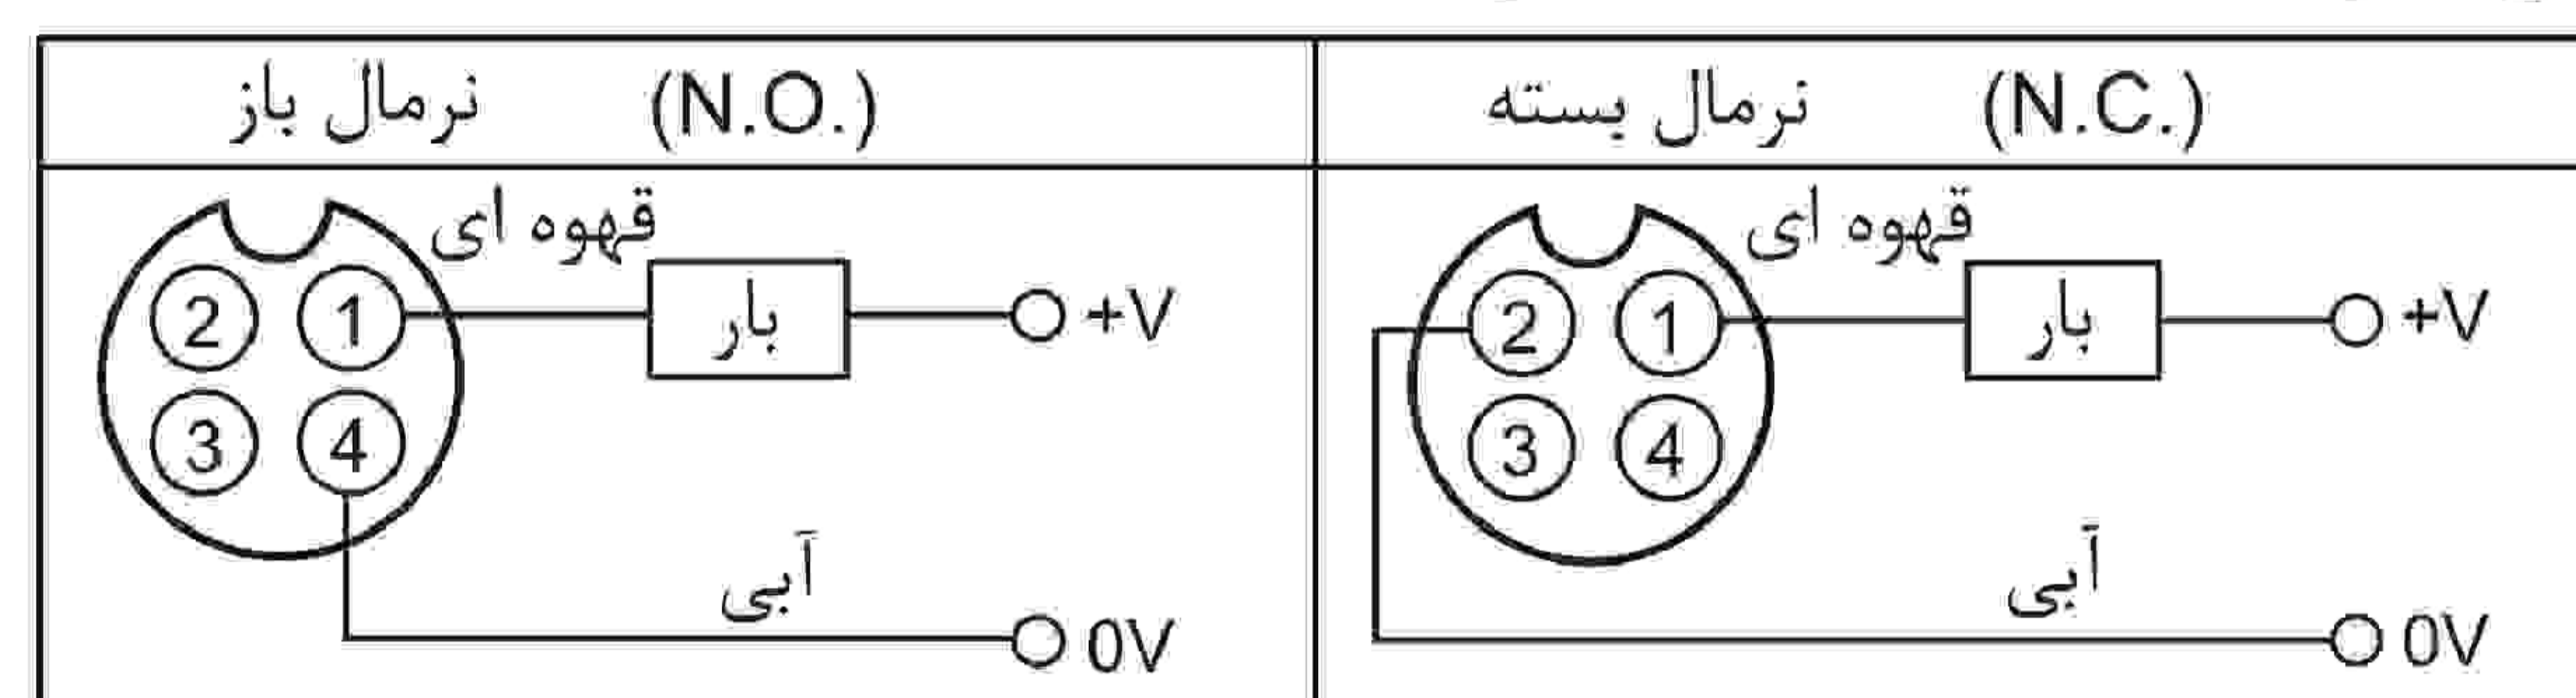 نرمال باز (N.O.)
نرمال بسته (N.C.)
قهوه ای
2 1 بار +V
3 4
آبی
0V
قهوه ای
2 1 بار +V
3 4
آبی
0V